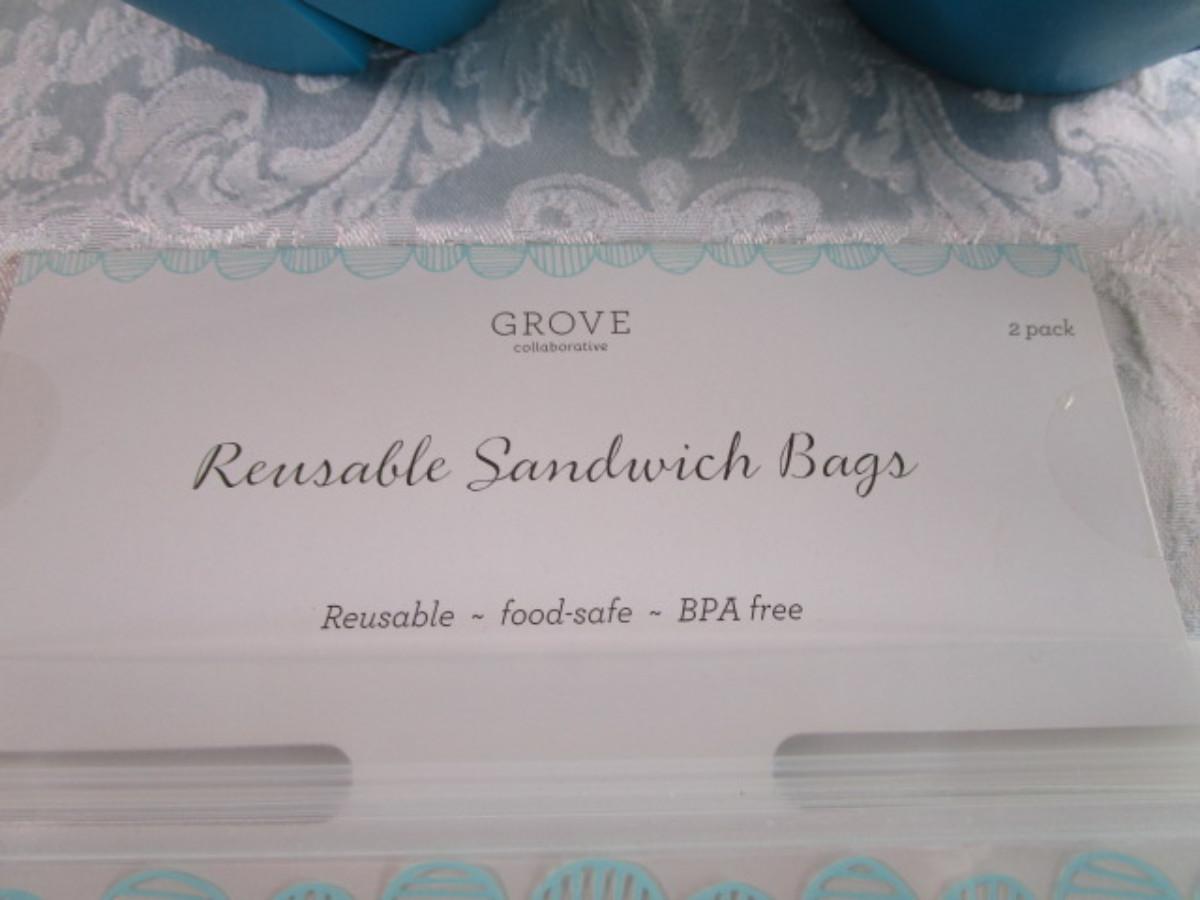 GROVE
collaborative
2 pack
Reusable Sandwich Bags
Reusable ~ food-safe ~ BPA free